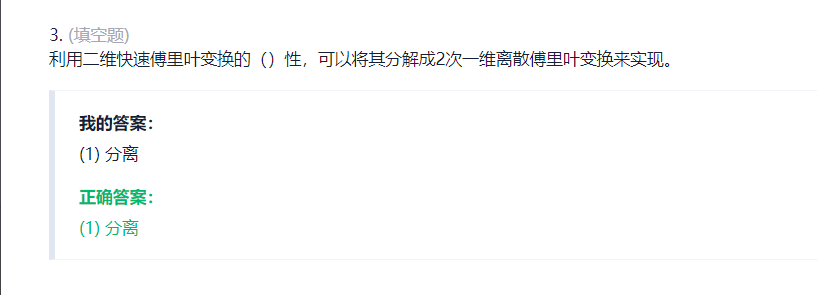 3. (填空题)
利用二维快速傅里叶变换的（）性，可以将其分解成2次一维离散傅里叶变换来实现。
我的答案：
(1) 分离
正确答案：
(1) 分离